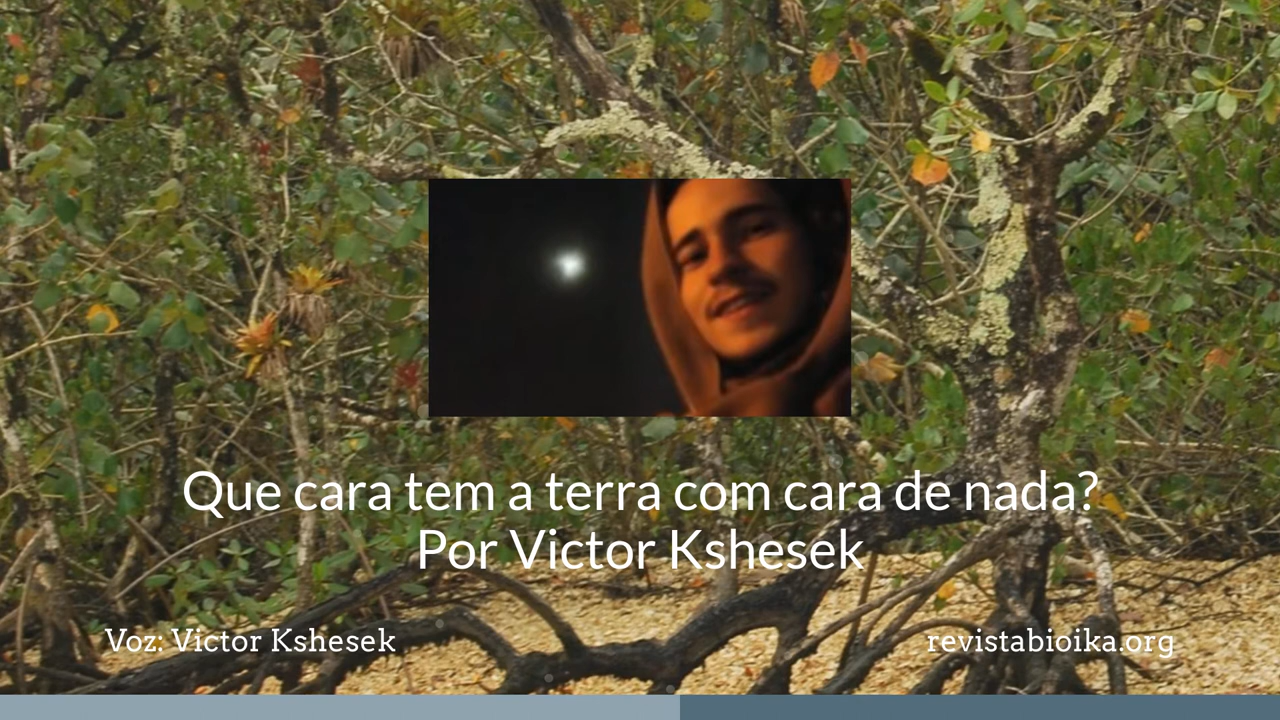 Que cara tem a terra com cara de nada?
Por Victor Kshesek
Voz: Victor Kshesek
revistabioika.org